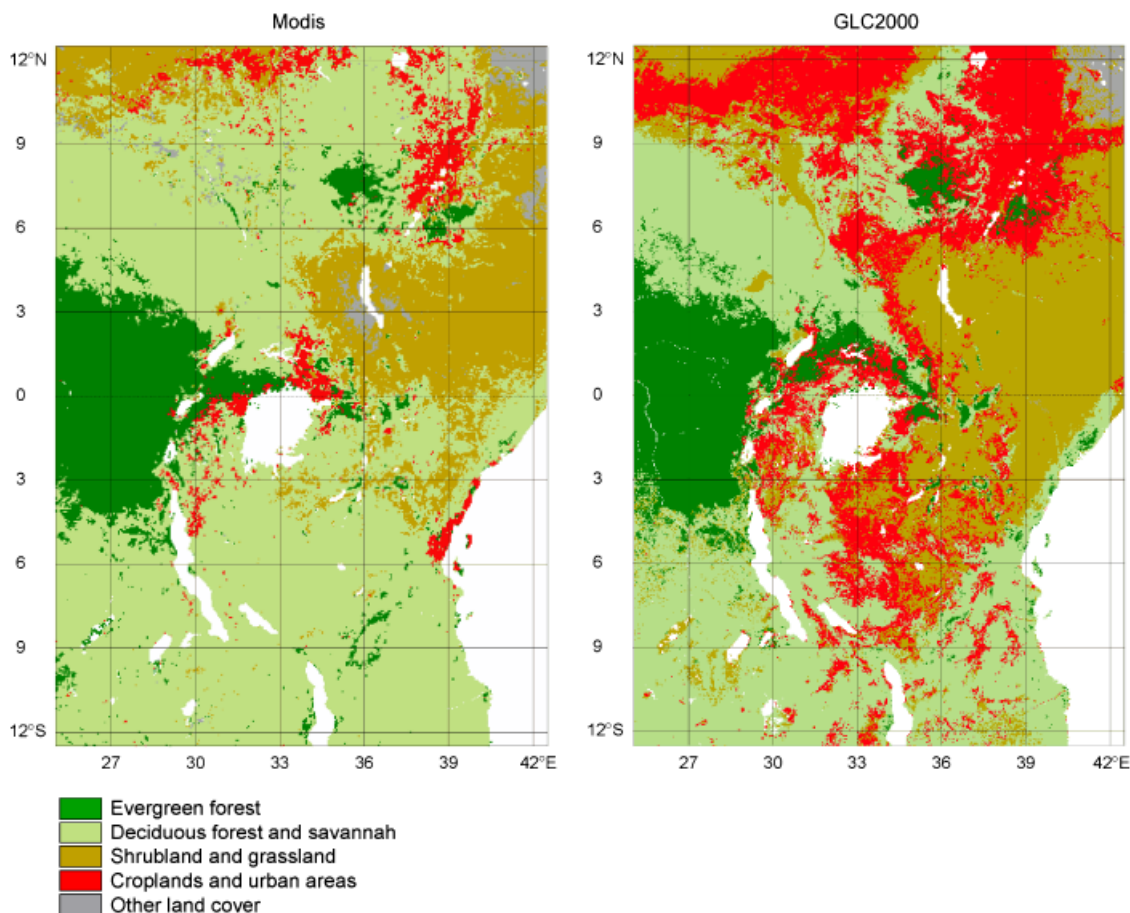 Modis
GLC2000
12°N
9
6
3
0
3
6
9
12°S
27
30
33
36
39
42°E
12°N
9
6
3
0
3
6
9
12°S
27
30
33
36
39
42°E
Evergreen forest
Deciduous forest and savannah
Shrubland and grassland
Croplands and urban areas
Other land cover